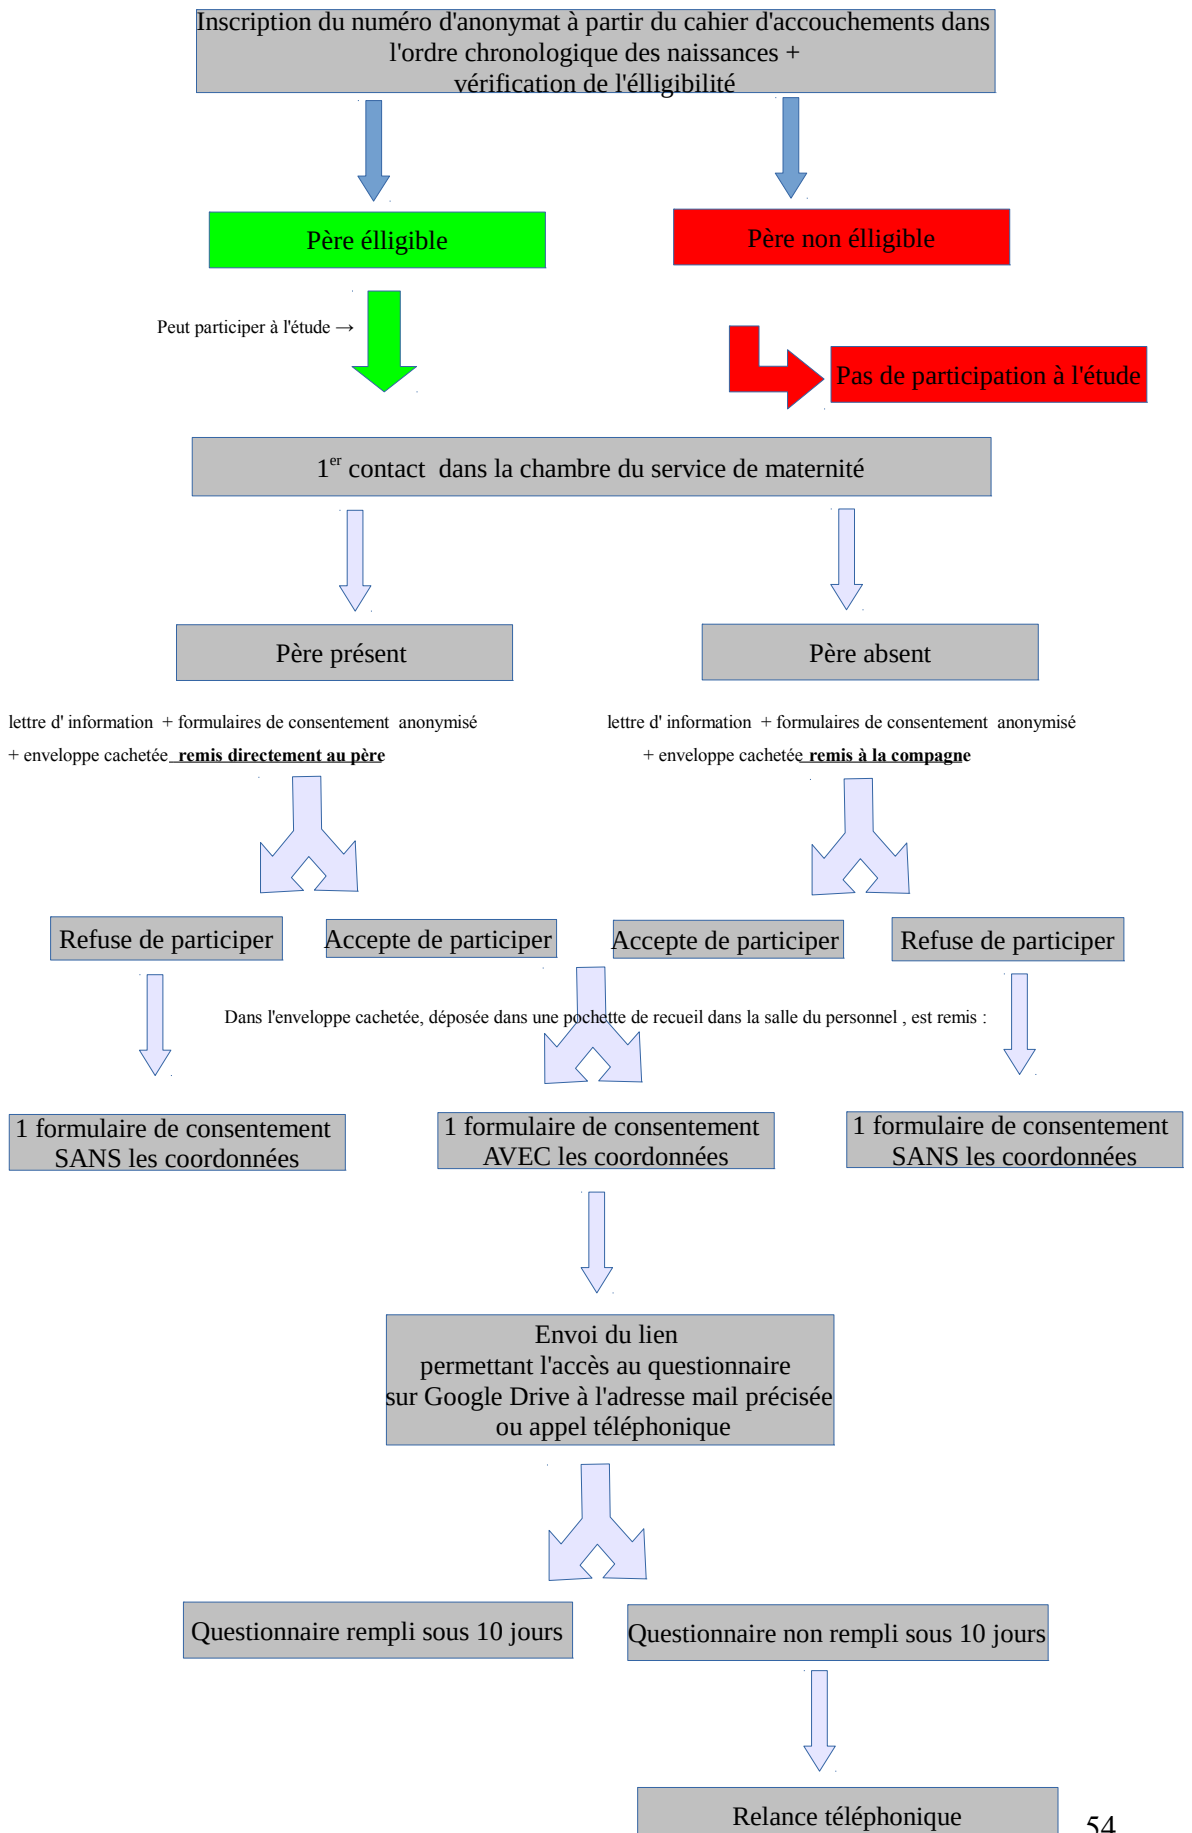 Inscription du numéro d'anonymat à partir du cahier d'accouchements dans
l'ordre chronologique des naissances +
vérification de l'élligibilité
Père élligible
Père non élligible
Peut participer à l'étude →
Pas de participation à l'étude
1er contact dans la chambre du service de maternité
Père présent
Père absent
lettre d' information + formulaires de consentement anonymisé
+ enveloppe cachetée remis directement au père
lettre d' information + formulaires de consentement anonymisé
+ enveloppe cachetée remis à la compagne
Refuse de participer
Accepte de participer
Accepte de participer
Refuse de participer
Dans l'enveloppe cachetée, déposée dans une pochette de recueil dans la salle du personnel , est remis :
1 formulaire de consentement
SANS les coordonnées
1 formulaire de consentement
AVEC les coordonnées
1 formulaire de consentement
SANS les coordonnées
Envoi du lien
permettant l'accès au questionnaire
sur Google Drive à l'adresse mail précisée
ou appel téléphonique
Questionnaire rempli sous 10 jours
Questionnaire non rempli sous 10 jours
Relance téléphonique
54